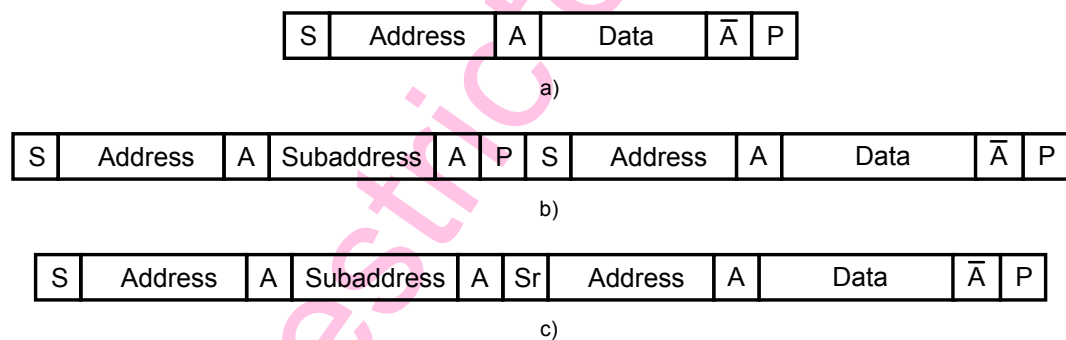 S Address A Data A̅ P
a)
S Address A Subaddress A P S Address A Data A̅ P
b)
S Address A Subaddress A Sr Address A Data A̅ P
c)